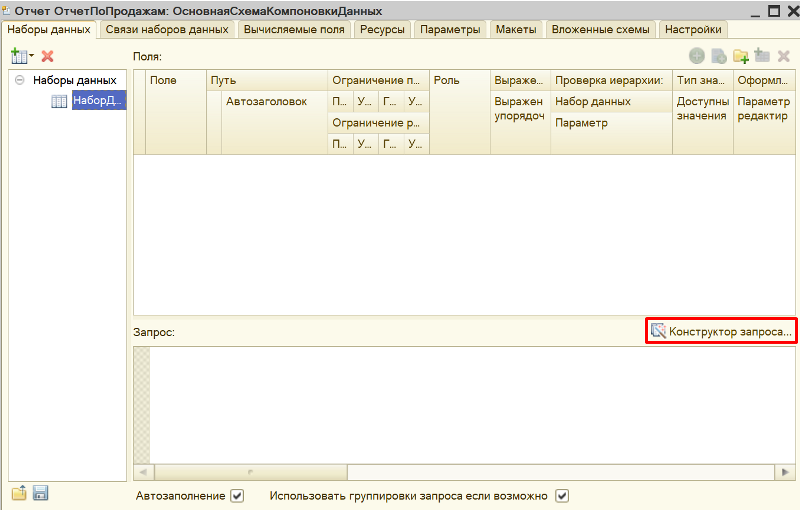 Отчет ОтчетПоПродажам: ОсновнаяСхемаКомпоновкиДанных
Наборы данных Связи наборов данных Вычисляемые поля Ресурсы Параметры Макеты Вложенные схемы Настройки
Поля:
Наборы данных
НаборД...
Поле Путь Ограничение п... Роль Выраже... Проверка иерархии: Тип зна... Оформл...
Автозаголовок П... У... Г... У... Выражен Набор данных Доступны Параметр
упорядоч значения редактир
Ограничение р... Параметр
П... У... Г... У...
Запрос: Конструктор запроса...
Автозаполнение Использовать группировки запроса если возможно